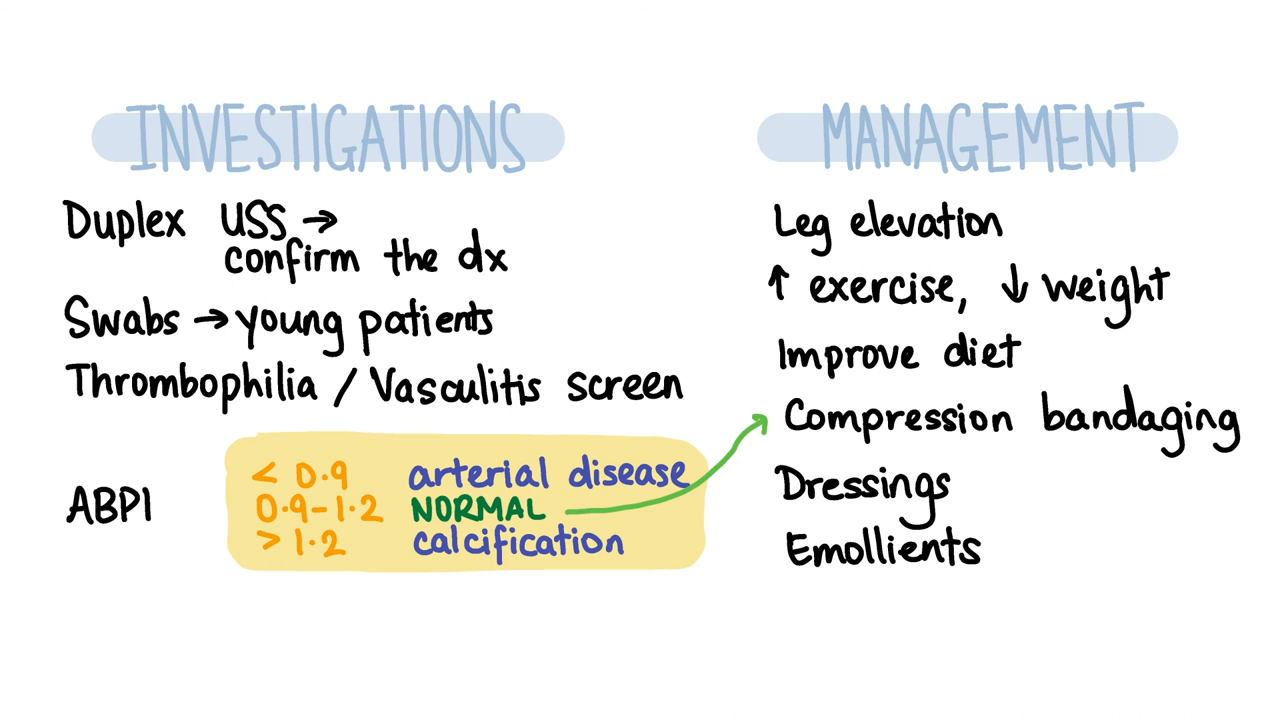 INVESTIGATIONS
Duplex USS →
confirm the dx
Swabs → young patients
Thrombophilia / Vasculitis screen
ABPI
< 0.9 arterial disease
0.9-1.2 NORMAL
> 1.2 calcification
MANAGEMENT
Leg elevation
↑ exercise, ↓ weight
Improve diet
Compression bandaging
Dressings
Emollients